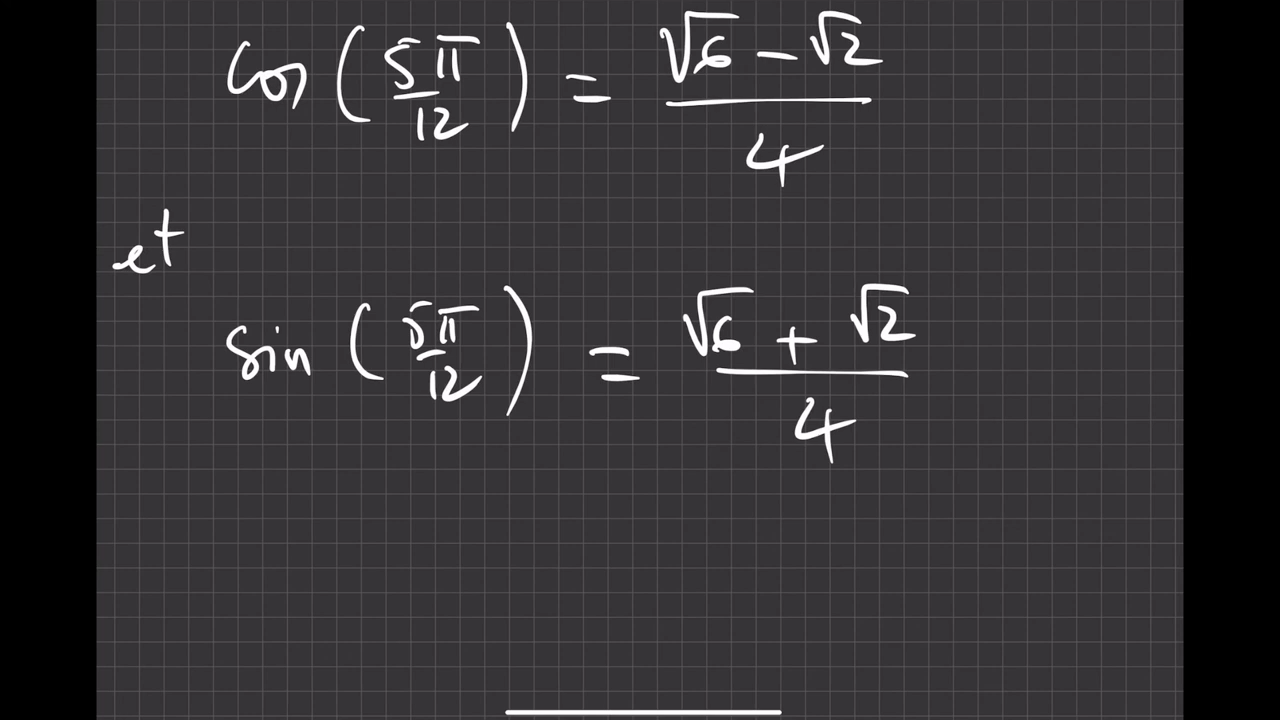 cos(5π/12) = (√6 − √2)/4
et
sin(5π/12) = (√6 + √2)/4